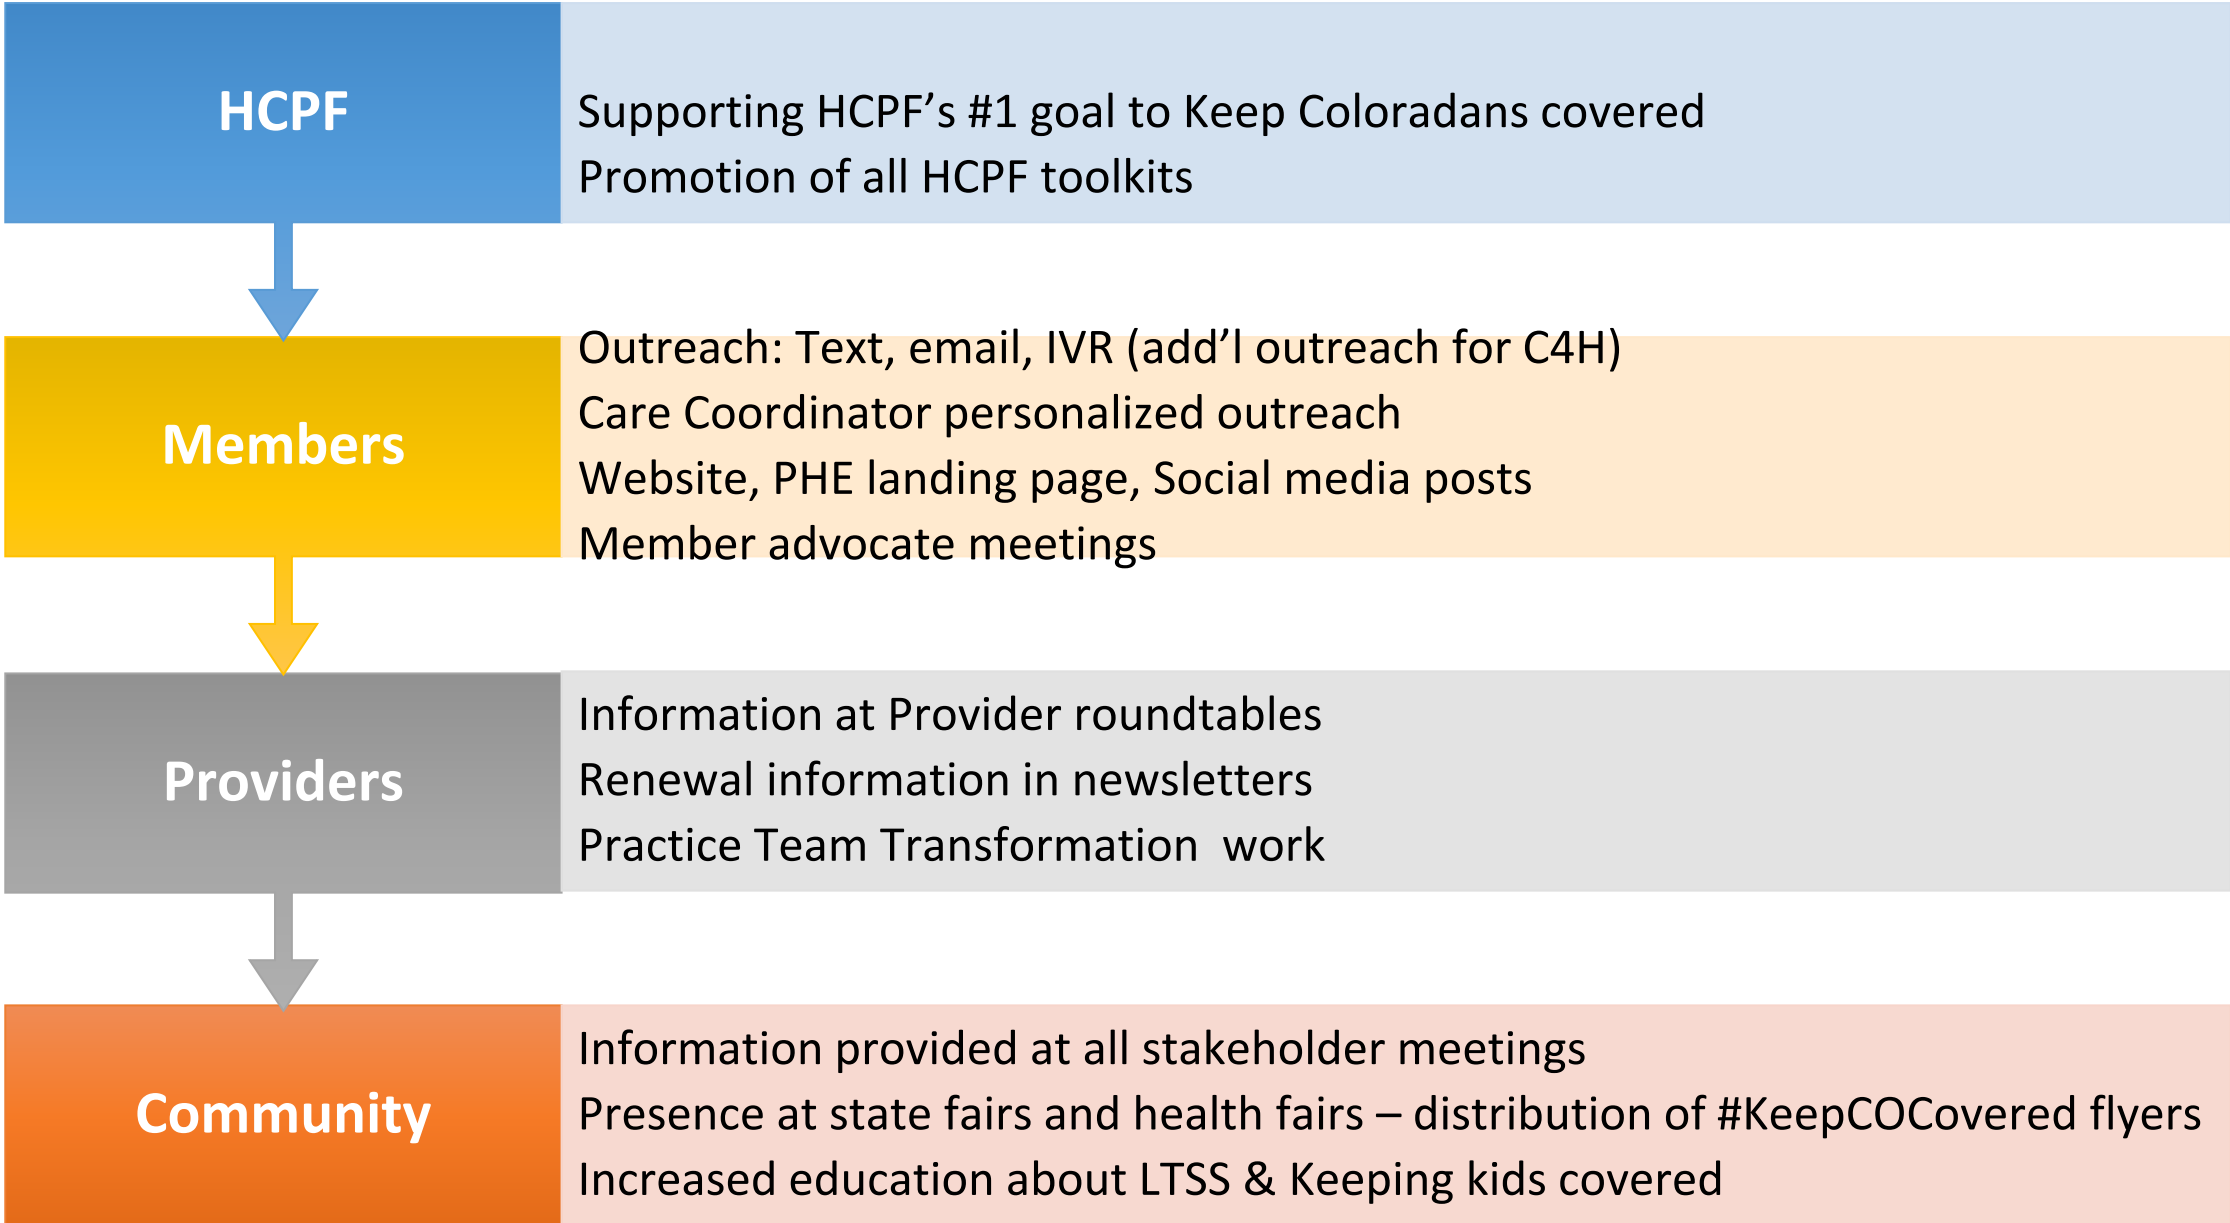 HCPF
Supporting HCPF’s #1 goal to Keep Coloradans covered
Promotion of all HCPF toolkits
Members
Outreach: Text, email, IVR (add’l outreach for C4H)
Care Coordinator personalized outreach
Website, PHE landing page, Social media posts
Member advocate meetings
Providers
Information at Provider roundtables
Renewal information in newsletters
Practice Team Transformation  work
Community
Information provided at all stakeholder meetings
Presence at state fairs and health fairs – distribution of #KeepCOCovered flyers
Increased education about LTSS & Keeping kids covered